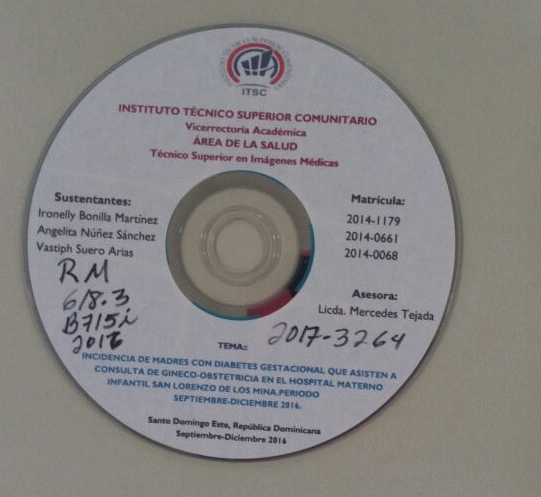 ITSC
INSTITUTO TÉCNICO SUPERIOR COMUNITARIO
Vicerrectoría Académica
ÁREA DE LA SALUD
Técnico Superior en Imágenes Médicas
Sustentantes:
Ironelly Bonilla Martínez
Angelita Núñez Sánchez
Vastiph Suero Arias
Matrícula:
2014-1179
2014-0661
2014-0068
RM
618.3
B715i
2016
Asesora:
Licda. Mercedes Tejada
2017-3264
TEMA::
INCIDENCIA DE MADRES CON DIABETES GESTACIONAL QUE ASISTEN A
CONSULTA DE GINECO-OBSTETRICIA EN EL HOSPITAL MATERNO
INFANTIL SAN LORENZO DE LOS MINA.PERIODO
SEPTIEMBRE-DICIEMBRE 2016.
Santo Domingo Este, República Dominicana
Septiembre-Diciembre 2016